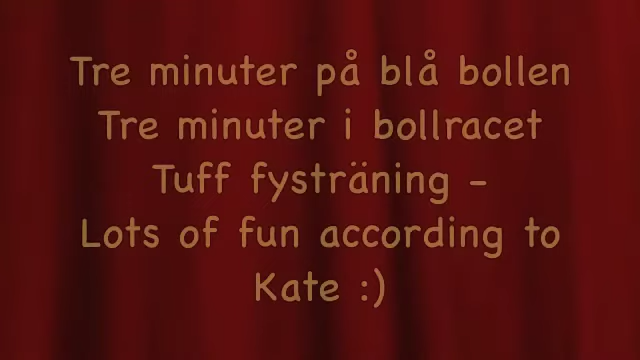 Tre minuter på blå bollen
Tre minuter i bollracet
Tuff fysträning -
Lots of fun according to
Kate :)